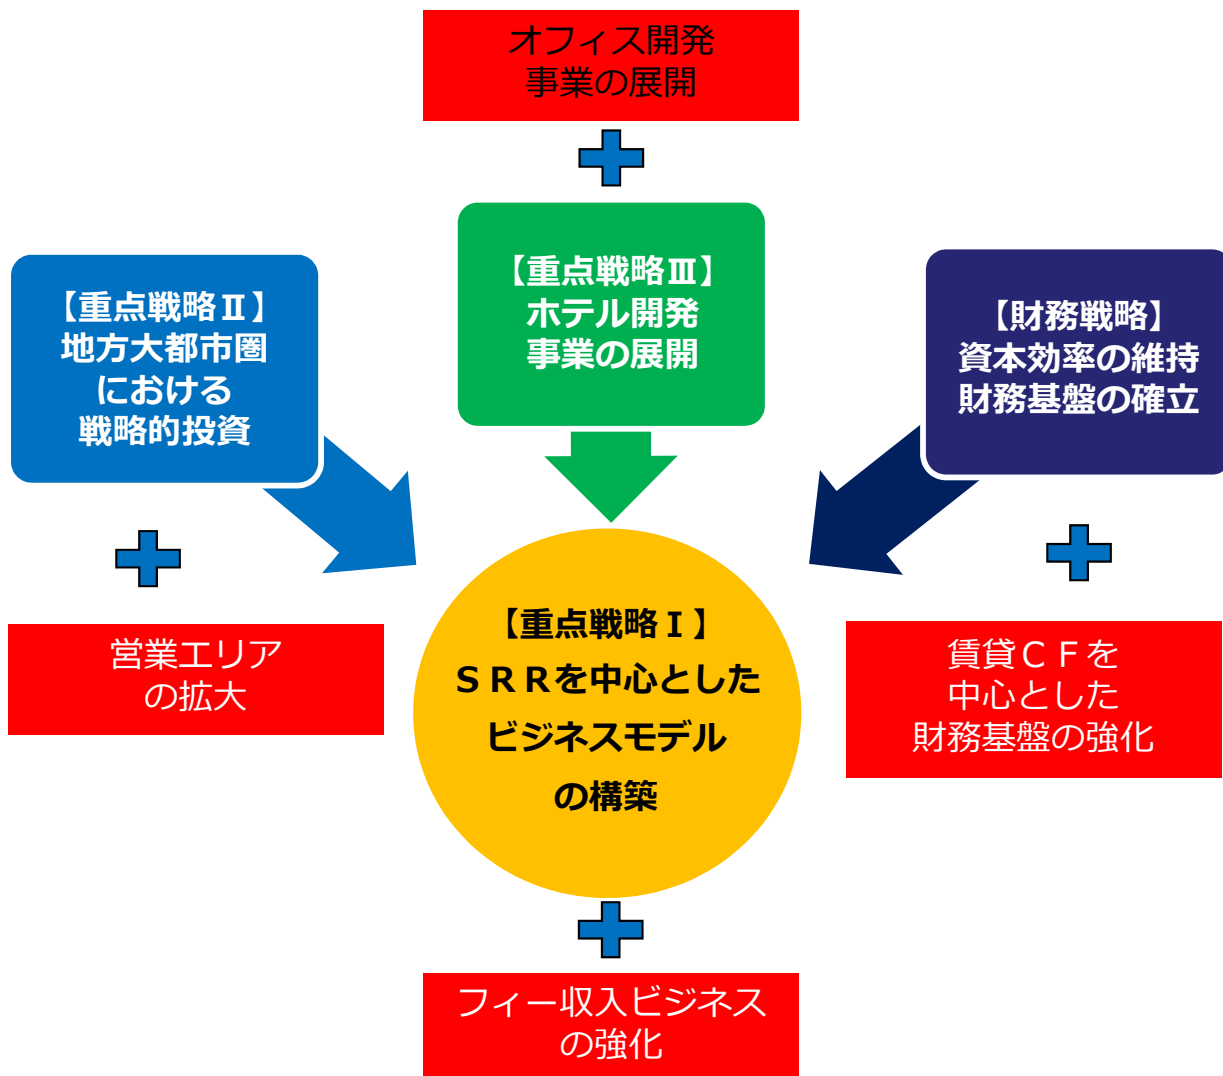 オフィス開発
事業の展開
【重点戦略Ⅲ】
ホテル開発
事業の展開
【重点戦略Ⅱ】
地方大都市圏
における
戦略的投資
【財務戦略】
資本効率の維持
財務基盤の確立
営業エリア
の拡大
【重点戦略Ⅰ】
ＳＲＲを中心とした
ビジネスモデル
の構築
賃貸ＣＦを
中心とした
財務基盤の強化
フィー収入ビジネス
の強化